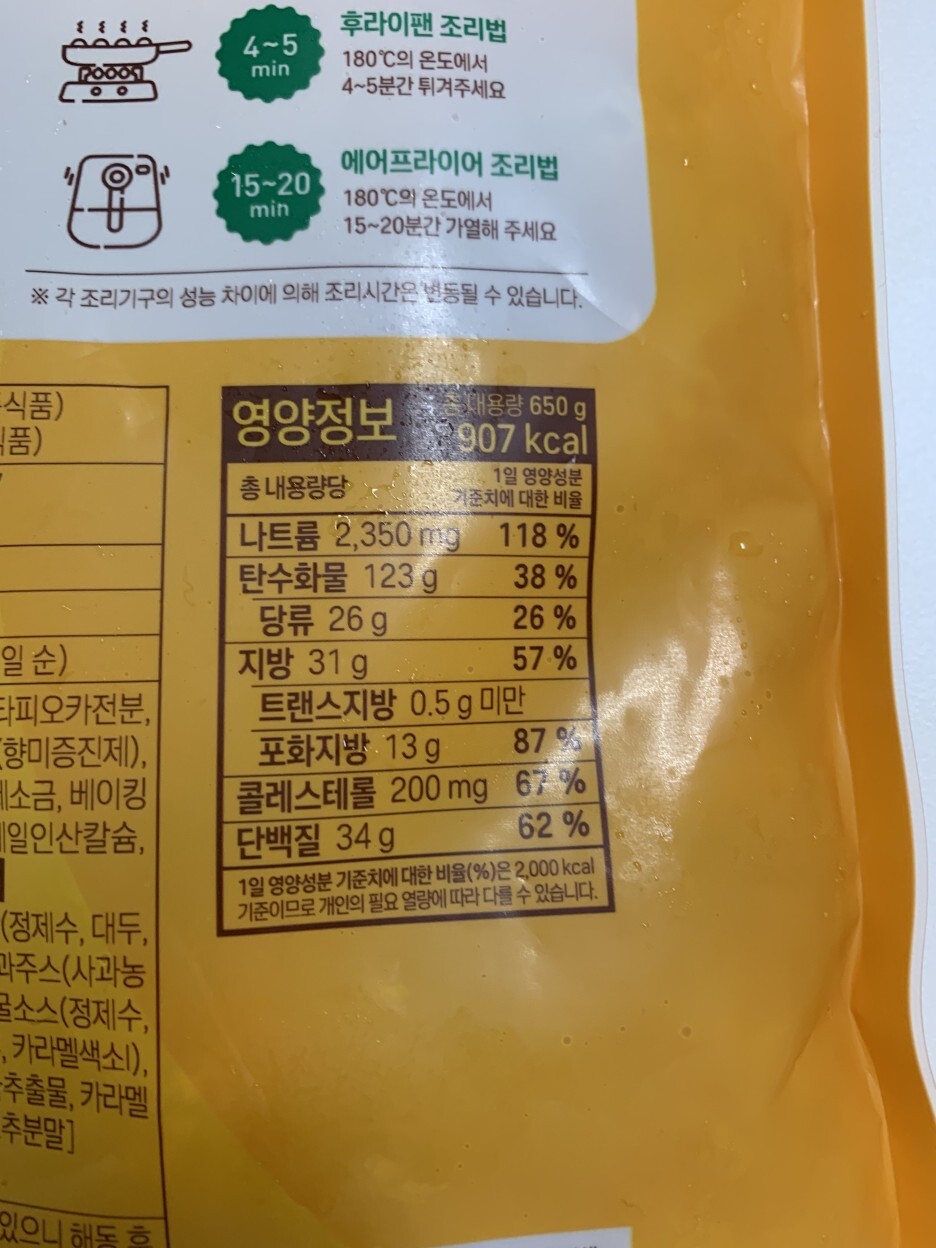 4~5
min
후라이팬 조리법
180℃의 온도에서
4~5분간 튀겨주세요
15~20
min
에어프라이어 조리법
180℃의 온도에서
15~20분간 가열해 주세요
※ 각 조리기구의 성능 차이에 의해 조리시간은 변동될 수 있습니다.
식품)
품)
일 순)
타피오카전분,
(향미증진제),
소금, 베이킹
일인산칼슘,
(정제수, 대두,
과주스(사과농
굴소스(정제수,
, 카라멜색소I),
추출물, 카라멜
추분말]
있으니 해동 후
영양정보
총 내용량 650 g
907 kcal
총 내용량당
1일 영양성분
기준치에 대한 비율
나트륨 2,350 mg 118 %
탄수화물 123 g 38 %
당류 26 g 26 %
지방 31 g 57 %
트랜스지방 0.5 g 미만
포화지방 13 g 87 %
콜레스테롤 200 mg 67 %
단백질 34 g 62 %
1일 영양성분 기준치에 대한 비율(%)은 2,000 kcal
기준이므로 개인의 필요 열량에 따라 다를 수 있습니다.